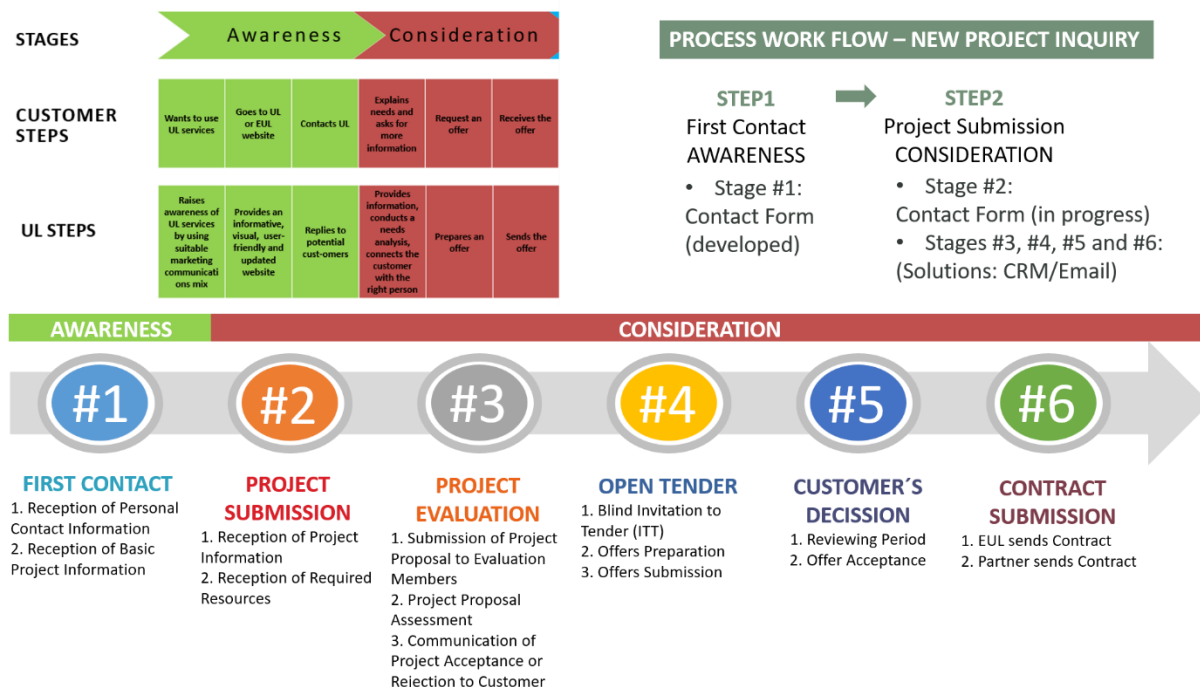 STAGES
Awareness
Consideration
CUSTOMER
STEPS
Wants to use
UL services
Goes to UL
or EUL
website
Contacts UL
Explains
needs and
asks for
more
information
Request an
offer
Receives the
offer
UL STEPS
Raises
awareness of
UL services
by using
suitable
marketing
communicati
ons mix
Provides an
informative,
visual, user-
friendly and
updated
website
Replies to
potential
cust-omers
Provides
information,
conducts a
needs
analysis,
connects the
customer
with the
right person
Prepares an
offer
Sends the
offer
PROCESS WORK FLOW – NEW PROJECT INQUIRY
STEP1
First Contact
AWARENESS
• Stage #1:
Contact Form
(developed)
STEP2
Project Submission
CONSIDERATION
• Stage #2:
Contact Form (in progress)
• Stages #3, #4, #5 and #6:
(Solutions: CRM/Email)
AWARENESS
CONSIDERATION
#1
#2
#3
#4
#5
#6
FIRST CONTACT
1. Reception of Personal
Contact Information
2. Reception of Basic
Project Information
PROJECT
SUBMISSION
1. Reception of Project
Information
2. Reception of Required
Resources
PROJECT
EVALUATION
1. Submission of Project
Proposal to Evaluation
Members
2. Project Proposal
Assessment
3. Communication of
Project Acceptance or
Rejection to Customer
OPEN TENDER
1. Blind Invitation to
Tender (ITT)
2. Offers Preparation
3. Offers Submission
CUSTOMER´S
DECISSION
1. Reviewing Period
2. Offer Acceptance
CONTRACT
SUBMISSION
1. EUL sends Contract
2. Partner sends Contract